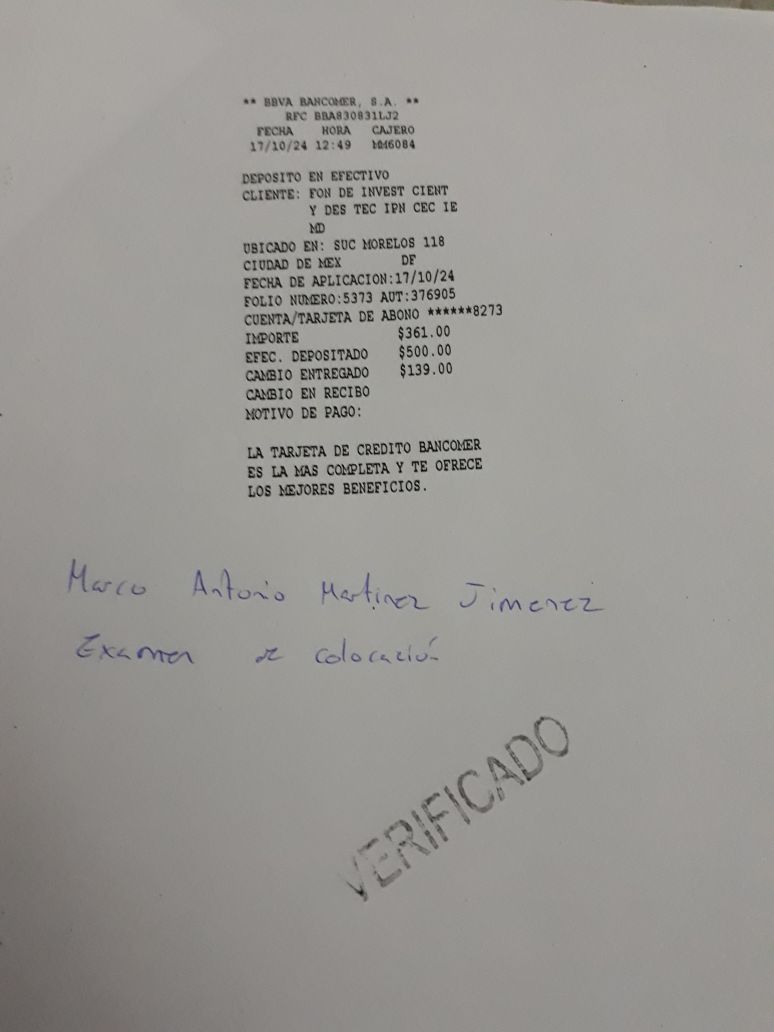 ** BBVA BANCOMER, S.A. **
RFC BBA830831LJ2
FECHA HORA CAJERO
17/10/24 12:49 MM6084
DEPOSITO EN EFECTIVO
CLIENTE: FON DE INVEST CIENT
Y DES TEC IPN CEC IE
MD
UBICADO EN: SUC MORELOS 118
CIUDAD DE MEX DF
FECHA DE APLICACION:17/10/24
FOLIO NUMERO:5373 AUT:376905
CUENTA/TARJETA DE ABONO ******8273
IMPORTE $361.00
EFEC. DEPOSITADO $500.00
CAMBIO ENTREGADO $139.00
CAMBIO EN RECIBO
MOTIVO DE PAGO:
LA TARJETA DE CREDITO BANCOMER
ES LA MAS COMPLETA Y TE OFRECE
LOS MEJORES BENEFICIOS.
Marco Antonio Martinez Jimenez
Examen de colocación
VERIFICADO